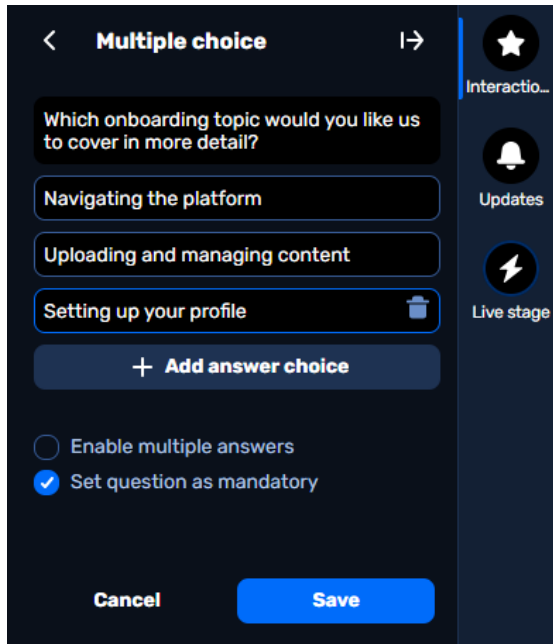 Multiple choice
Which onboarding topic would you like us
to cover in more detail?
Navigating the platform
Uploading and managing content
Setting up your profile
+ Add answer choice
Enable multiple answers
Set question as mandatory
Cancel
Save
Interactio...
Updates
Live stage